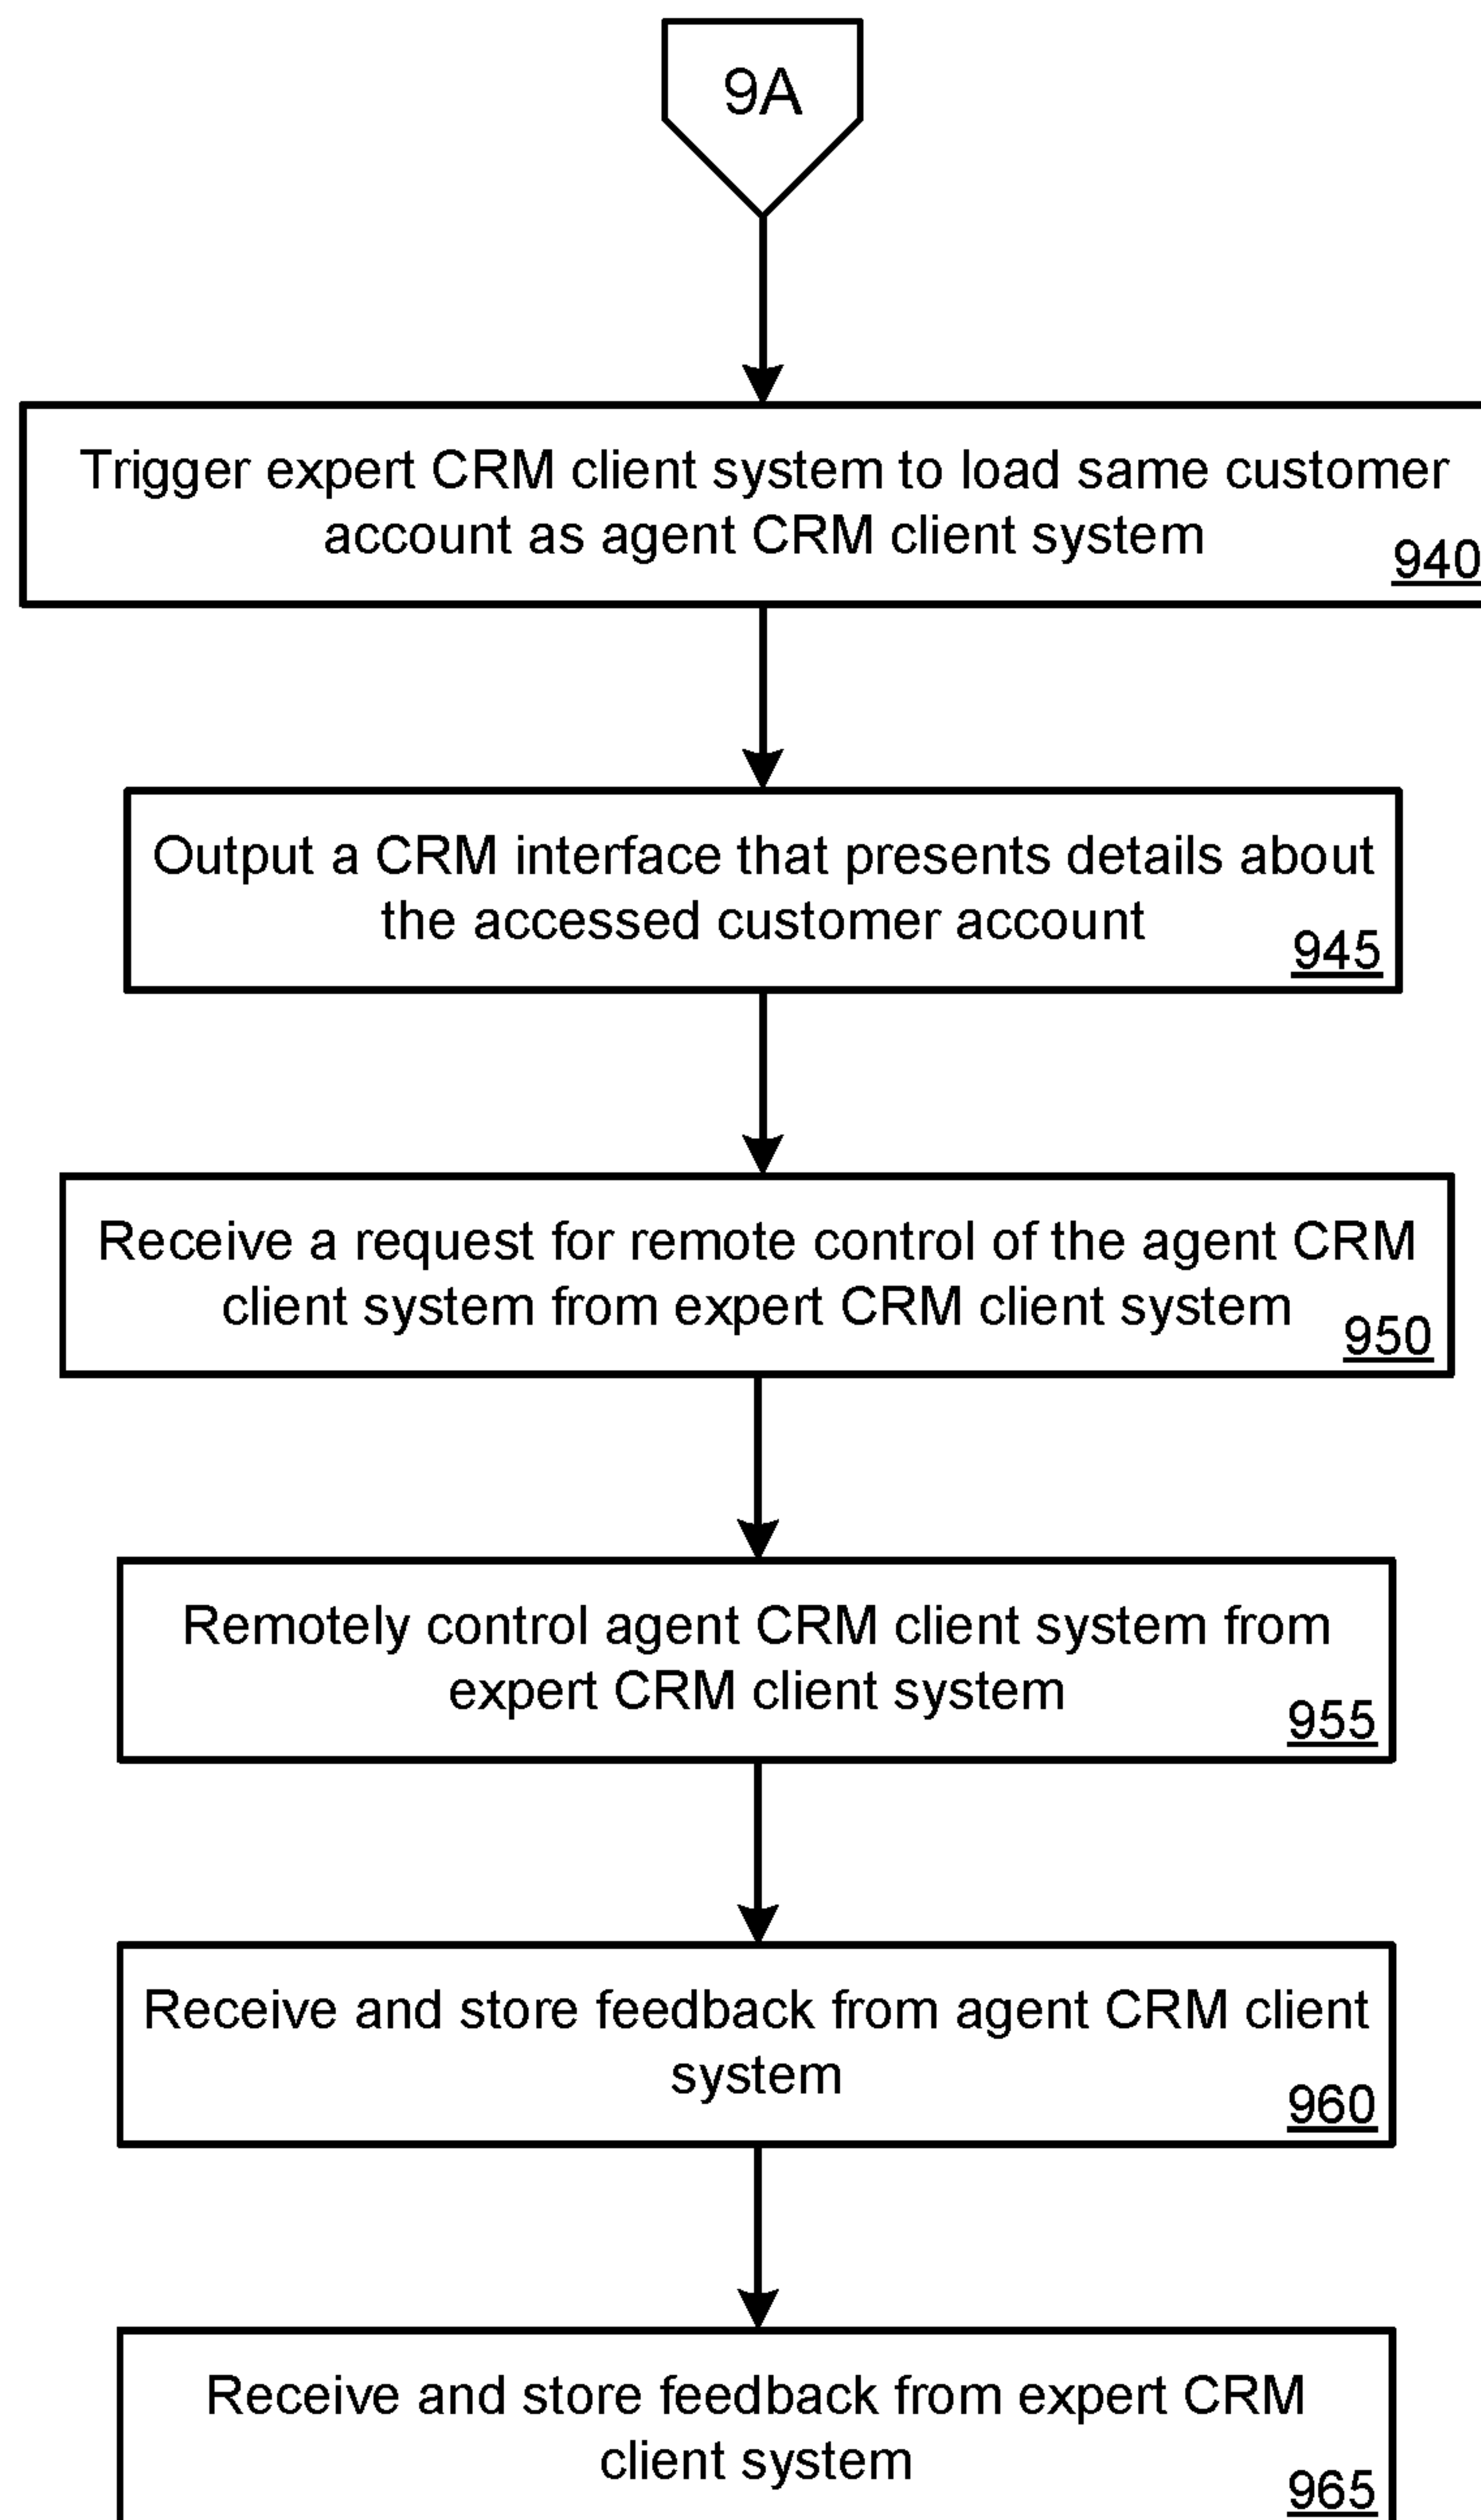 9A
Trigger expert CRM client system to load same customer
account as agent CRM client system
940
Output a CRM interface that presents details about
the accessed customer account
945
Receive a request for remote control of the agent CRM
client system from expert CRM client system
950
Remotely control agent CRM client system from
expert CRM client system
955
Receive and store feedback from agent CRM client
system
960
Receive and store feedback from expert CRM
client system
965